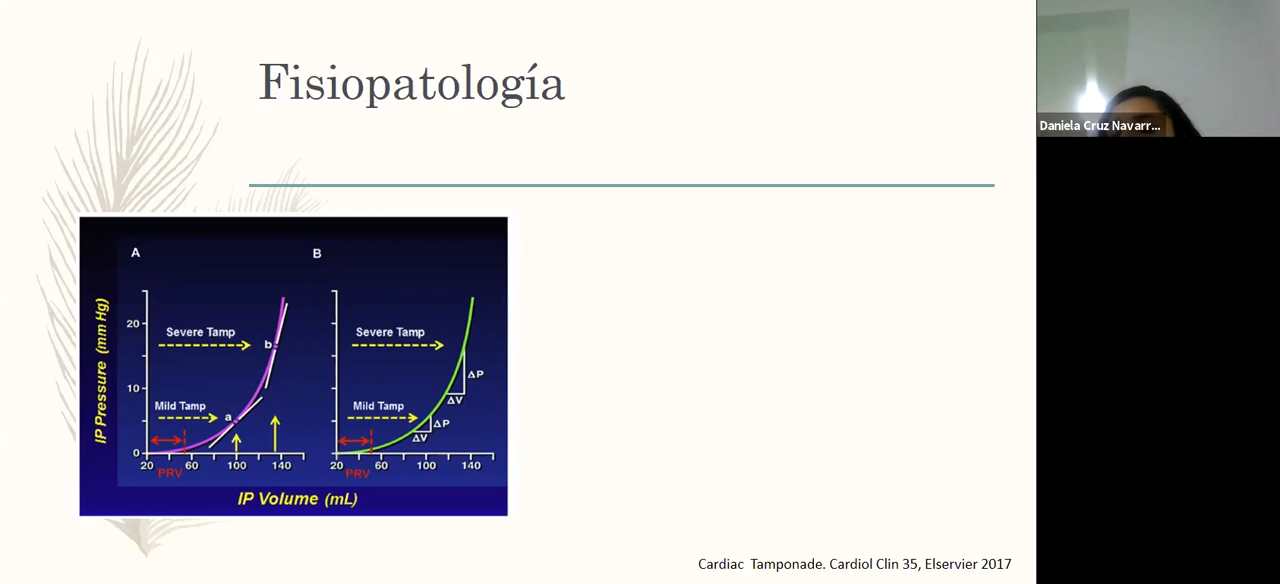 Fisiopatología
Daniela Cruz Navarr...
A
B
IP Pressure (mm Hg)
20
10
0
Severe Tamp
b
Mild Tamp
a
PRV
20 60 100 140
Severe Tamp
ΔP
ΔV
Mild Tamp
ΔP
ΔV
PRV
20 60 100 140
IP Volume (mL)
Cardiac Tamponade. Cardiol Clin 35, Elservier 2017